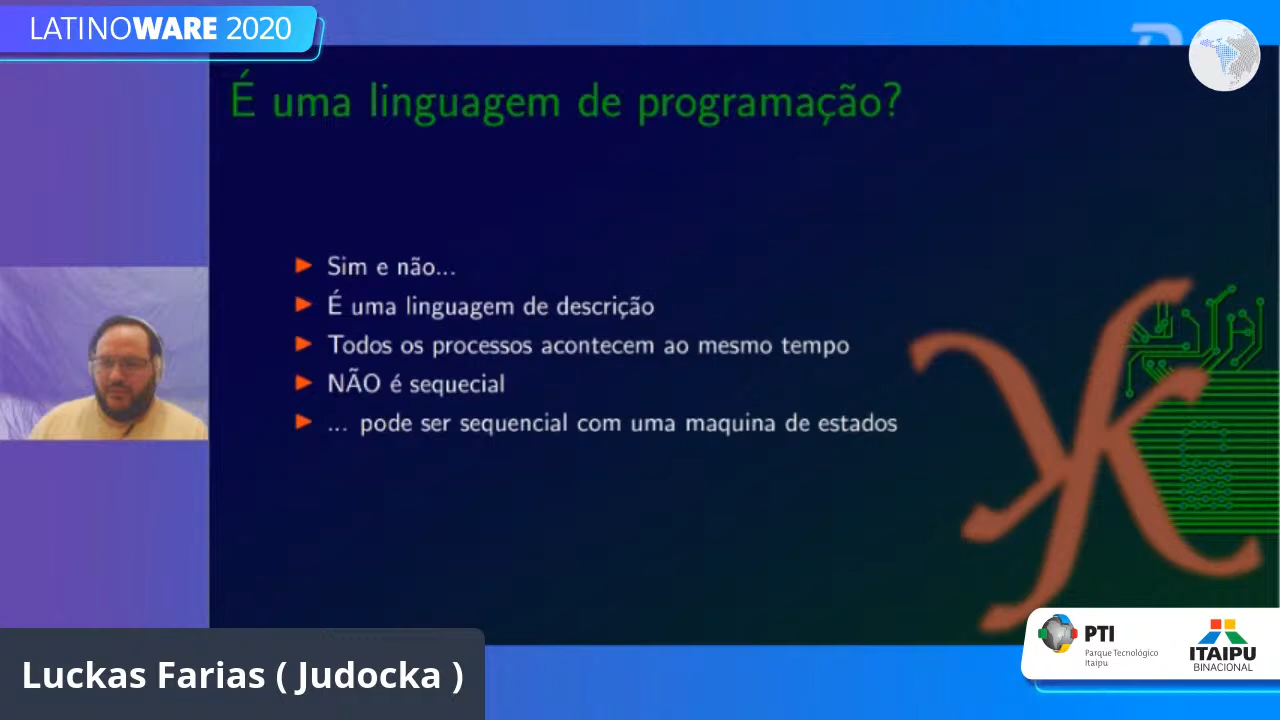 LATINOWARE 2020
É uma linguagem de programação?
Sim e não...
É uma linguagem de descrição
Todos os processos acontecem ao mesmo tempo
NÃO é sequecial
... pode ser sequencial com uma maquina de estados
PTI
Parque Tecnológico
Itaipu
ITAIPU
BINACIONAL
Luckas Farias ( Judocka )